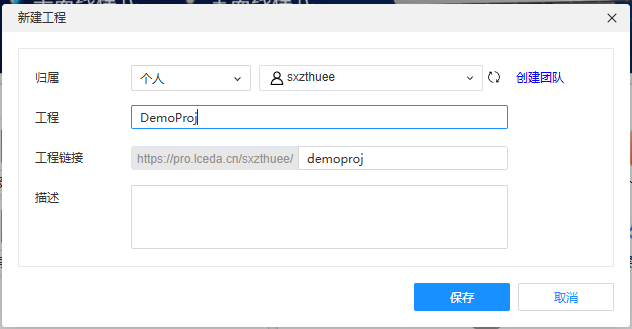 新建工程
归属 个人 sxzthuee 创建团队
工程 DemoProj
工程链接 https://pro.lceda.cn/sxzthuee/ demoproj
描述
保存 取消